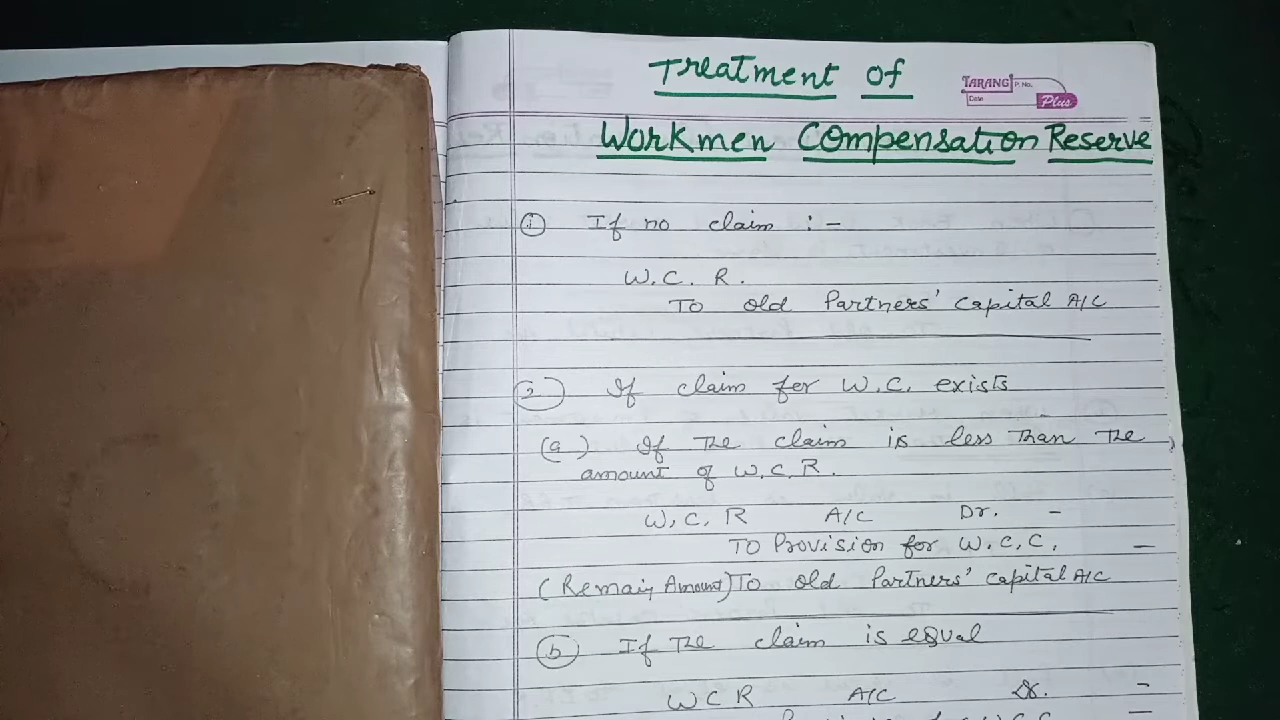 Treatment of
TARANG P. No.
Date Plus
Workmen Compensation Reserve
① If no claim :-
W.C.R.
To old Partners' Capital A/C
② If claim for W.C. exists
(a) If the claim is less than the
amount of W.C.R.
W.C.R A/C Dr. -
To Provision for W.C.C. -
(Remain Amount) To old Partners' capital A/C
ⓑ If the claim is equal
W C R A/C Dr. -